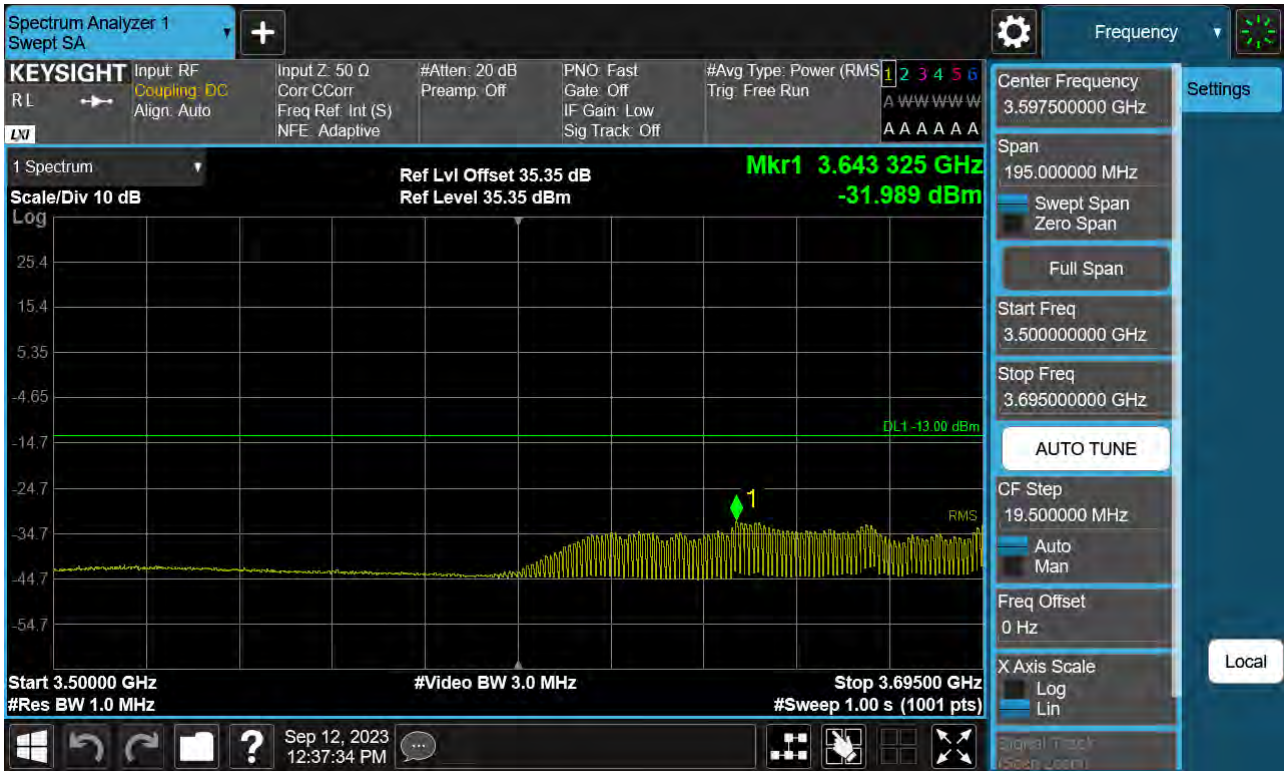 Spectrum Analyzer 1
Swept SA
Frequency
KEYSIGHT
RL
LXI
Input: RF
Coupling: DC
Align: Auto
Input Z: 50 Ω
Corr CCorr
Freq Ref: Int (S)
NFE: Adaptive
#Atten: 20 dB
Preamp: Off
PNO: Fast
Gate: Off
IF Gain: Low
Sig Track: Off
#Avg Type: Power (RMS
Trig: Free Run
1 2 3 4 5 6
A W W W W W
A A A A A A
1 Spectrum
Scale/Div 10 dB
Log
Ref Lvl Offset 35.35 dB
Ref Level 35.35 dBm
Mkr1 3.643 325 GHz
-31.989 dBm
25.4
15.4
5.35
-4.65
-14.7
-24.7
-34.7
-44.7
-54.7
DL1 -13.00 dBm
1
RMS
Start 3.50000 GHz
#Res BW 1.0 MHz
#Video BW 3.0 MHz
Stop 3.69500 GHz
#Sweep 1.00 s (1001 pts)
Center Frequency
3.597500000 GHz
Span
195.000000 MHz
Swept Span
Zero Span
Full Span
Start Freq
3.500000000 GHz
Stop Freq
3.695000000 GHz
AUTO TUNE
CF Step
19.500000 MHz
Auto
Man
Freq Offset
0 Hz
X Axis Scale
Log
Lin
Signal Track
(Span Zoom)
Settings
Local
?
Sep 12, 2023
12:37:34 PM